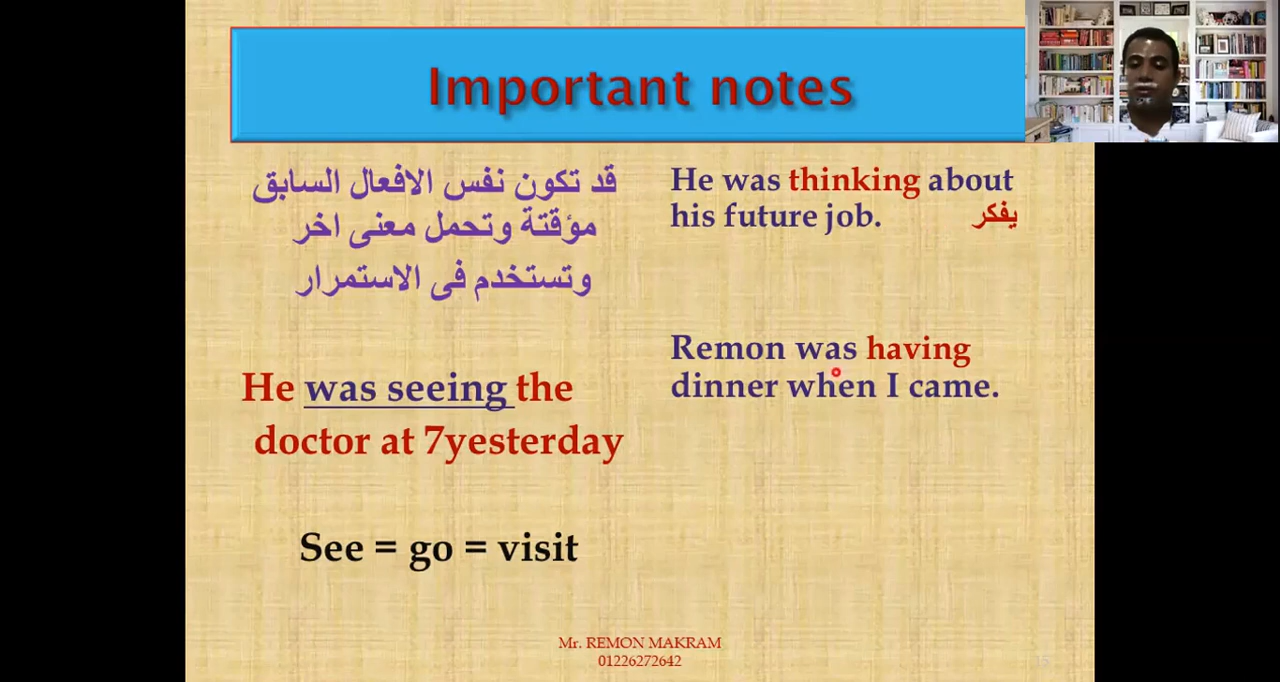 Important notes
قد تكون نفس الافعال السابق
مؤقتة وتحمل معنى اخر
وتستخدم فى الاستمرار
He was seeing the
doctor at 7yesterday
See = go = visit
He was thinking about
his future job. يفكر
Remon was having
dinner when I came.
Mr. REMON MAKRAM
01226272642
15